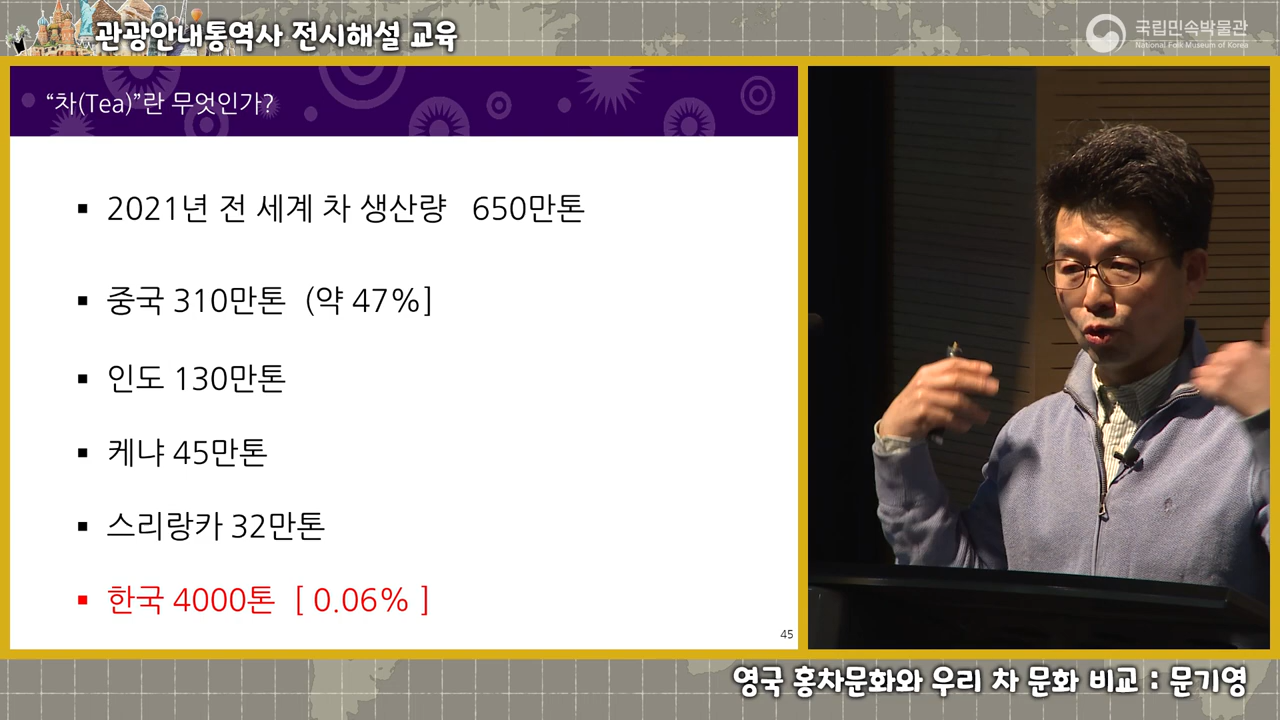 관광안내통역사 전시해설 교육
국립민속박물관
National Folk Museum of Korea
“차(Tea)”란 무엇인가?
▪ 2021년 전 세계 차 생산량 650만톤
▪ 중국 310만톤 (약 47%]
▪ 인도 130만톤
▪ 케냐 45만톤
▪ 스리랑카 32만톤
▪ 한국 4000톤 [ 0.06% ]
45
영국 홍차문화와 우리 차 문화 비교 : 문기영